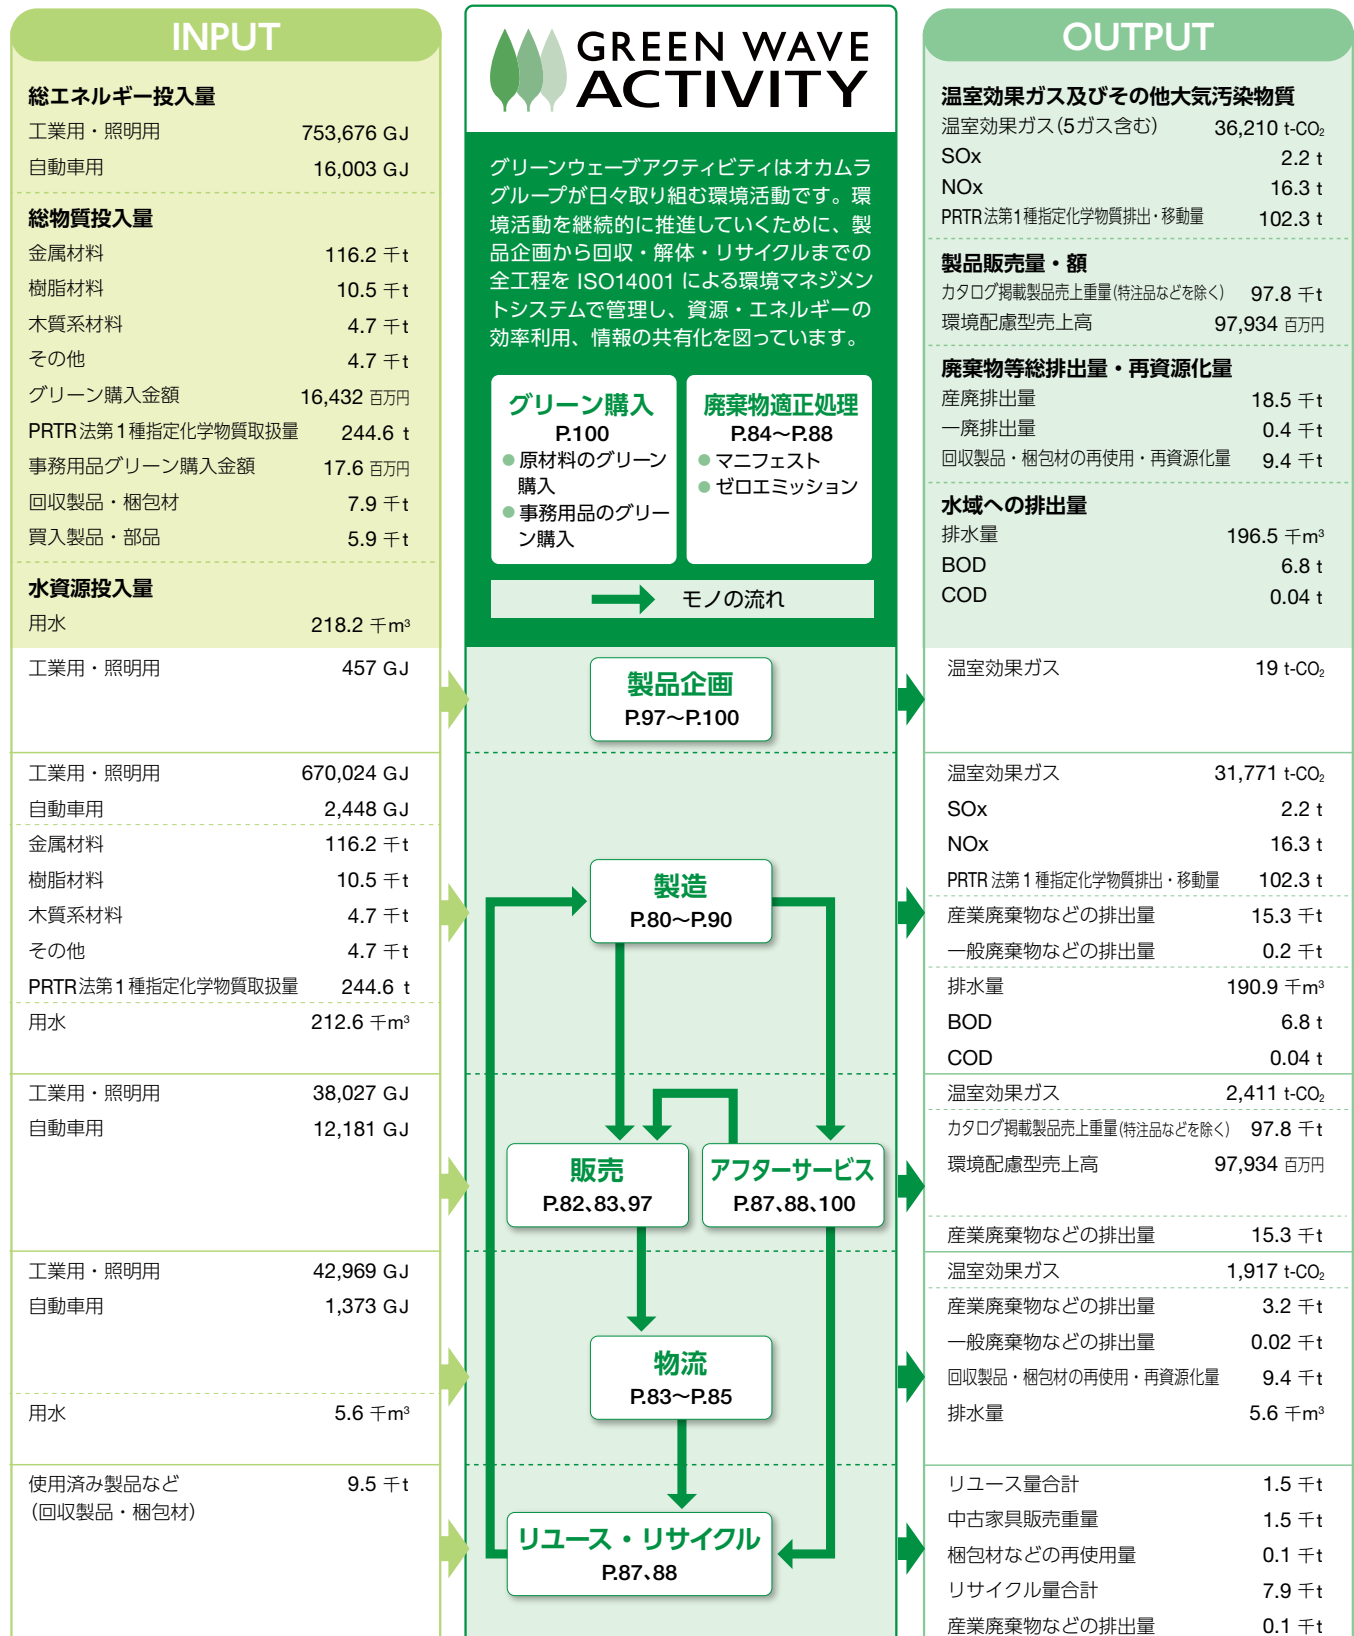 INPUT
総エネルギー投入量
工業用・照明用 753,676 GJ
自動車用 16,003 GJ
総物質投入量
金属材料 116.2 千t
樹脂材料 10.5 千t
木質系材料 4.7 千t
その他 4.7 千t
グリーン購入金額 16,432 百万円
PRTR法第1種指定化学物質取扱量 244.6 t
事務用品グリーン購入金額 17.6 百万円
回収製品・梱包材 7.9 千t
買入製品・部品 5.9 千t
水資源投入量
用水 218.2 千m³
GREEN WAVE
ACTIVITY
グリーンウェーブアクティビティはオカムラ
グループが日々取り組む環境活動です。環
境活動を継続的に推進していくために、製
品企画から回収・解体・リサイクルまでの
全工程を ISO14001 による環境マネジメン
トシステムで管理し、資源・エネルギーの
効率利用、情報の共有化を図っています。
グリーン購入
P.100
● 原材料のグリーン
購入
● 事務用品のグリー
ン購入
廃棄物適正処理
P.84～P.88
● マニフェスト
● ゼロエミッション
モノの流れ
OUTPUT
温室効果ガス及びその他大気汚染物質
温室効果ガス(5ガス含む) 36,210 t-CO₂
SOx 2.2 t
NOx 16.3 t
PRTR法第1種指定化学物質排出・移動量 102.3 t
製品販売量・額
カタログ掲載製品売上重量(特注品などを除く) 97.8 千t
環境配慮型売上高 97,934 百万円
廃棄物等総排出量・再資源化量
産廃排出量 18.5 千t
一廃排出量 0.4 千t
回収製品・梱包材の再使用・再資源化量 9.4 千t
水域への排出量
排水量 196.5 千m³
BOD 6.8 t
COD 0.04 t
工業用・照明用 457 GJ
製品企画
P.97～P.100
温室効果ガス 19 t-CO₂
工業用・照明用 670,024 GJ
自動車用 2,448 GJ
金属材料 116.2 千t
樹脂材料 10.5 千t
木質系材料 4.7 千t
その他 4.7 千t
PRTR法第1種指定化学物質取扱量 244.6 t
用水 212.6 千m³
製造
P.80～P.90
温室効果ガス 31,771 t-CO₂
SOx 2.2 t
NOx 16.3 t
PRTR法第1種指定化学物質排出・移動量 102.3 t
産業廃棄物などの排出量 15.3 千t
一般廃棄物などの排出量 0.2 千t
排水量 190.9 千m³
BOD 6.8 t
COD 0.04 t
工業用・照明用 38,027 GJ
自動車用 12,181 GJ
販売
P.82、83、97
アフターサービス
P.87、88、100
温室効果ガス 2,411 t-CO₂
カタログ掲載製品売上重量(特注品などを除く) 97.8 千t
環境配慮型売上高 97,934 百万円
産業廃棄物などの排出量 15.3 千t
工業用・照明用 42,969 GJ
自動車用 1,373 GJ
用水 5.6 千m³
物流
P.83～P.85
温室効果ガス 1,917 t-CO₂
産業廃棄物などの排出量 3.2 千t
一般廃棄物などの排出量 0.02 千t
回収製品・梱包材の再使用・再資源化量 9.4 千t
排水量 5.6 千m³
使用済み製品など 9.5 千t
(回収製品・梱包材)
リユース・リサイクル
P.87、88
リユース量合計 1.5 千t
中古家具販売重量 1.5 千t
梱包材などの再使用量 0.1 千t
リサイクル量合計 7.9 千t
産業廃棄物などの排出量 0.1 千t